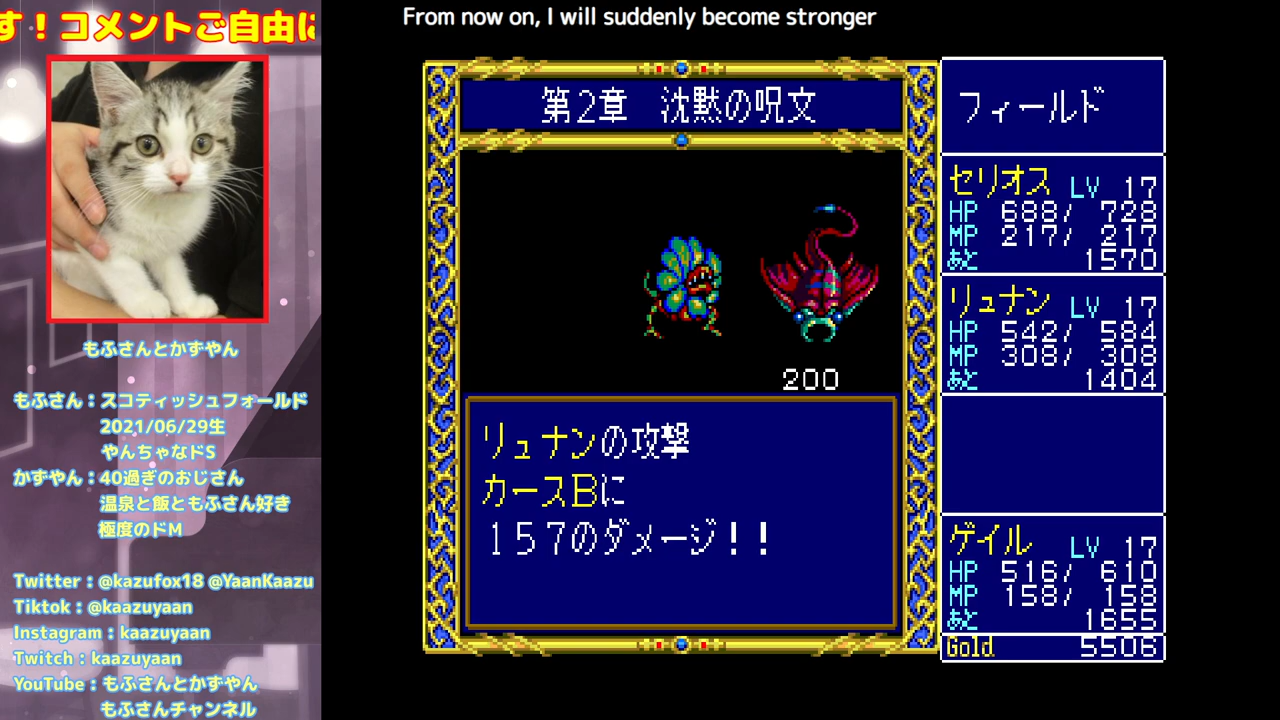 す！コメントご自由に
From now on, I will suddenly become stronger
もふさんとかずやん
もふさん：スコティッシュフォールド
2021/06/29生
やんちゃなドS
かずやん：40過ぎのおじさん
温泉と飯ともふさん好き
極度のドM
Twitter：@kazufox18 @YaanKaazu
Tiktok：@kaazuyaan
Instagram：kaazuyaan
Twitch：kaazuyaan
YouTube：もふさんとかずやん
もふさんチャンネル
第2章 沈黙の呪文
200
リュナンの攻撃
カースBに
157のダメージ！！
フィールド
セリオス LV 17
HP 688/ 728
MP 217/ 217
あと 1570
リュナン LV 17
HP 542/ 584
MP 308/ 308
あと 1404
ゲイル LV 17
HP 516/ 610
MP 158/ 158
あと 1655
Gold 5506